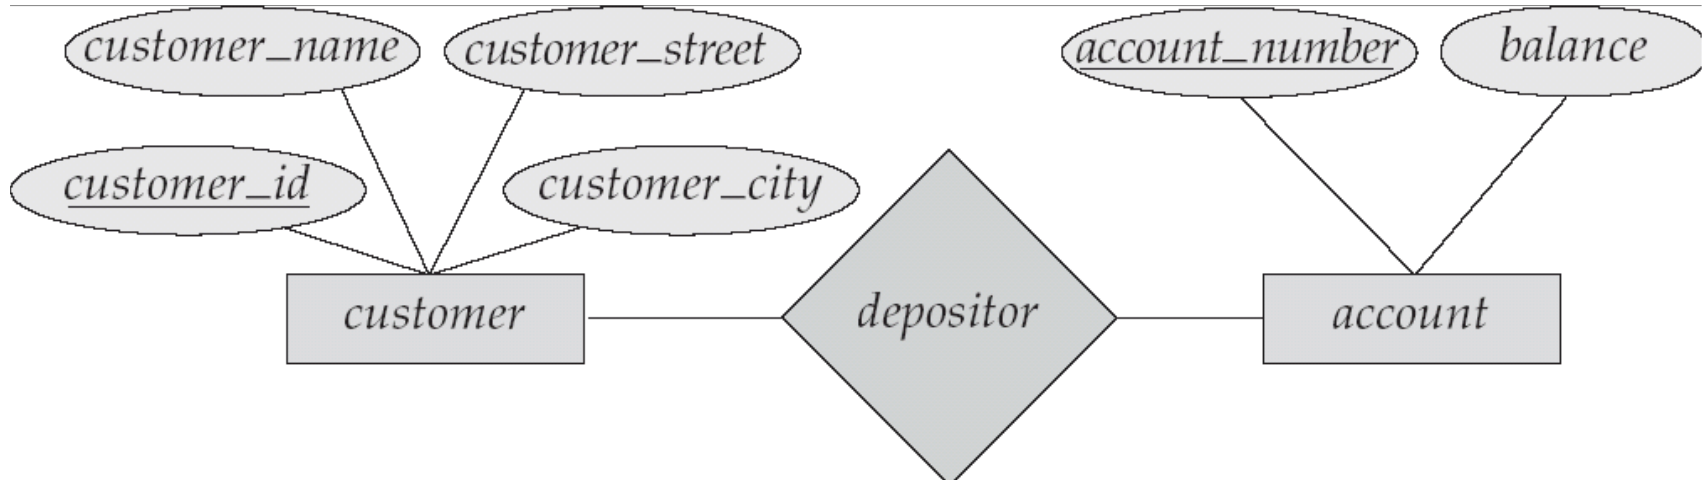 customer_name
customer_street
account_number
balance
customer_id
customer_city
customer
depositor
account